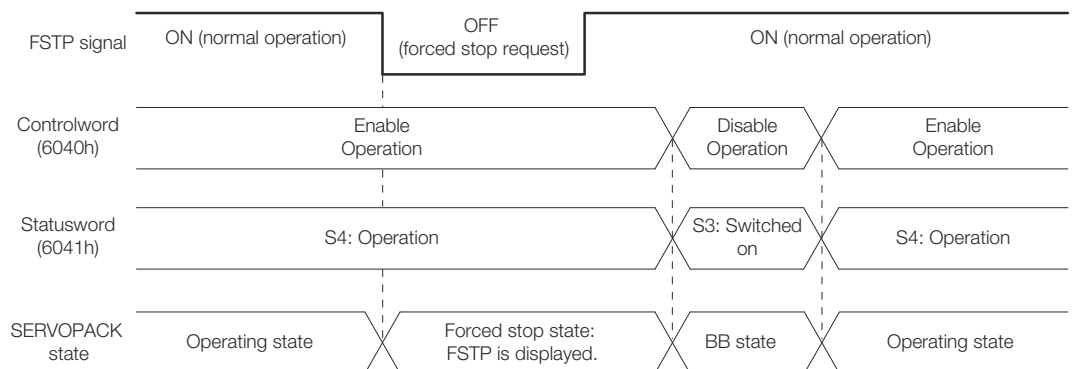 FSTP signal
ON (normal operation)
OFF
(forced stop request)
ON (normal operation)
Controlword
(6040h)
Enable
Operation
Disable
Operation
Enable
Operation
Statusword
(6041h)
S4: Operation
S3: Switched
on
S4: Operation
SERVOPACK
state
Operating state
Forced stop state:
FSTP is displayed.
BB state
Operating state